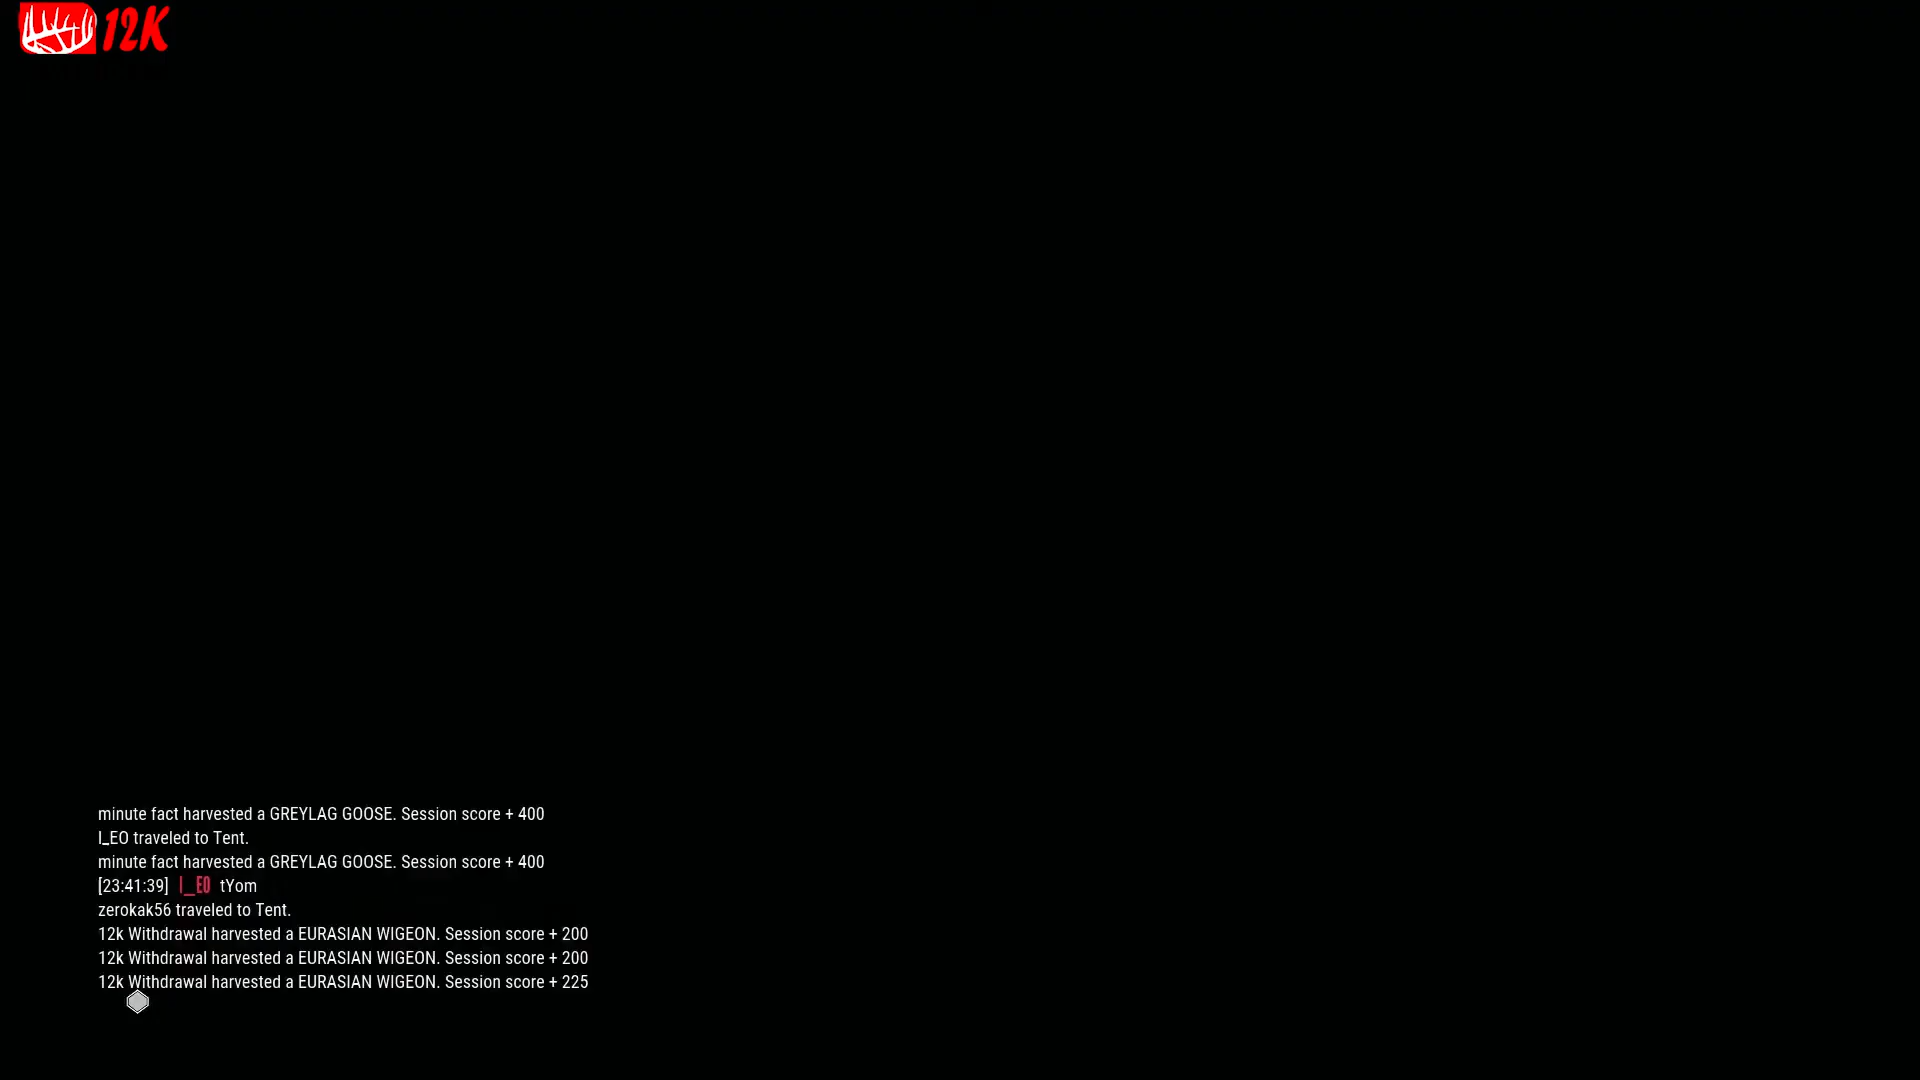 12K
minute fact harvested a GREYLAG GOOSE. Session score + 400
I_EO traveled to Tent.
minute fact harvested a GREYLAG GOOSE. Session score + 400
[23:41:39] I_EO tYom
zerokak56 traveled to Tent.
12k Withdrawal harvested a EURASIAN WIGEON. Session score + 200
12k Withdrawal harvested a EURASIAN WIGEON. Session score + 200
12k Withdrawal harvested a EURASIAN WIGEON. Session score + 225